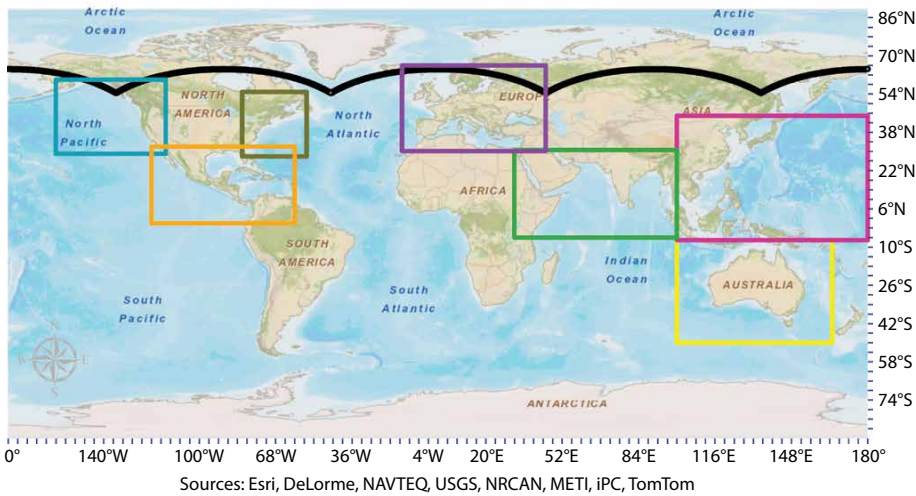 Arctic
Ocean
Arctic
Ocean
86°N
70°N
54°N
38°N
22°N
6°N
10°S
26°S
42°S
58°S
74°S
NORTH
AMERICA
North
Atlantic
EUROP
ASIA
North
Pacific
AFRICA
SOUTH
AMERICA
Indian
Ocean
AUSTRALIA
South
Pacific
South
Atlantic
N
W
E
S
ANTARCTICA
0°
140°W
100°W
68°W
36°W
4°W
20°E
52°E
84°E
116°E
148°E
180°
Sources: Esri, DeLorme, NAVTEQ, USGS, NRCAN, METI, iPC, TomTom